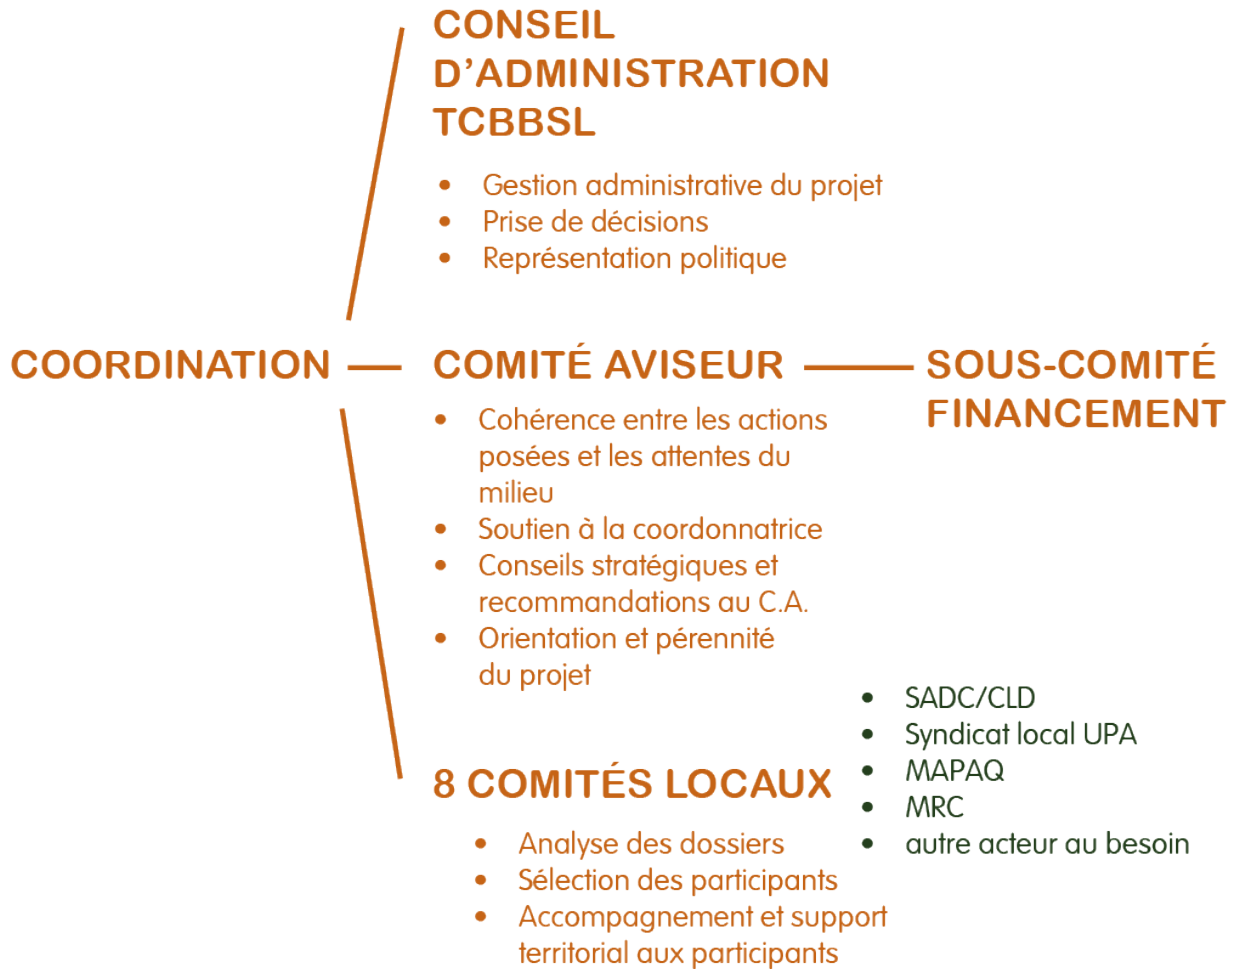 CONSEIL
D’ADMINISTRATION
TCBBSL
• Gestion administrative du projet
• Prise de décisions
• Représentation politique
COORDINATION
COMITÉ AVISEUR
• Cohérence entre les actions
posées et les attentes du
milieu
• Soutien à la coordonnatrice
• Conseils stratégiques et
recommandations au C.A.
• Orientation et pérennité
du projet
SOUS-COMITÉ
FINANCEMENT
8 COMITÉS LOCAUX
• Analyse des dossiers
• Sélection des participants
• Accompagnement et support
territorial aux participants
• SADC/CLD
• Syndicat local UPA
• MAPAQ
• MRC
• autre acteur au besoin